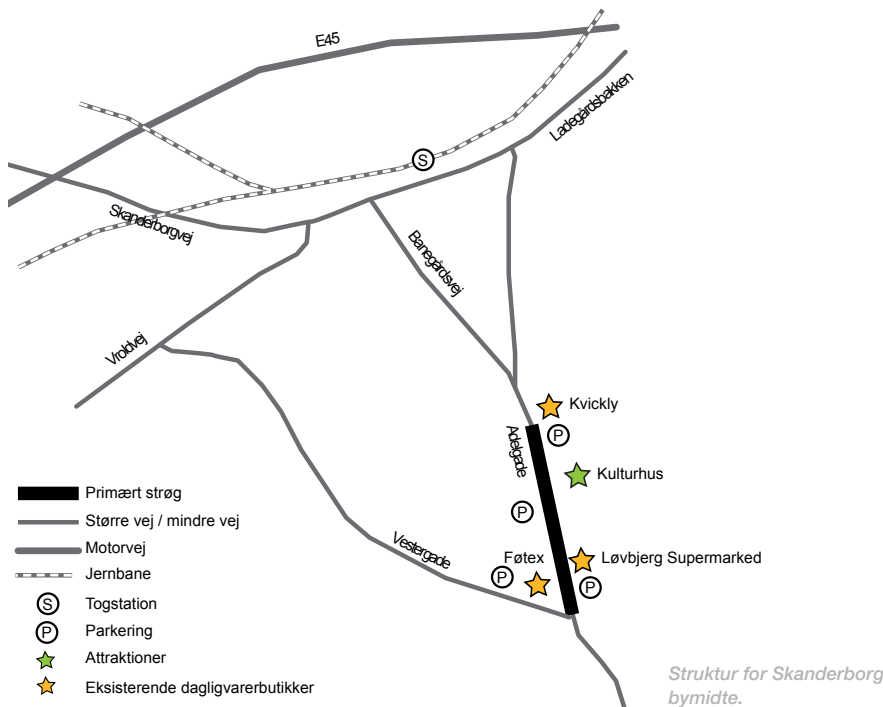 E45
Ladegårdsbakken
S
Skanderborgvej
Banegårdsvej
Vroldvej
Kvickly
P
Adelgade
Kulturhus
P
Vestergade
Føtex
Løvbjerg Supermarked
P
P
Primært strøg
Større vej / mindre vej
Motorvej
Jernbane
S Togstation
P Parkering
Attraktioner
Eksisterende dagligvarerbutikker
Struktur for Skanderborg
bymidte.